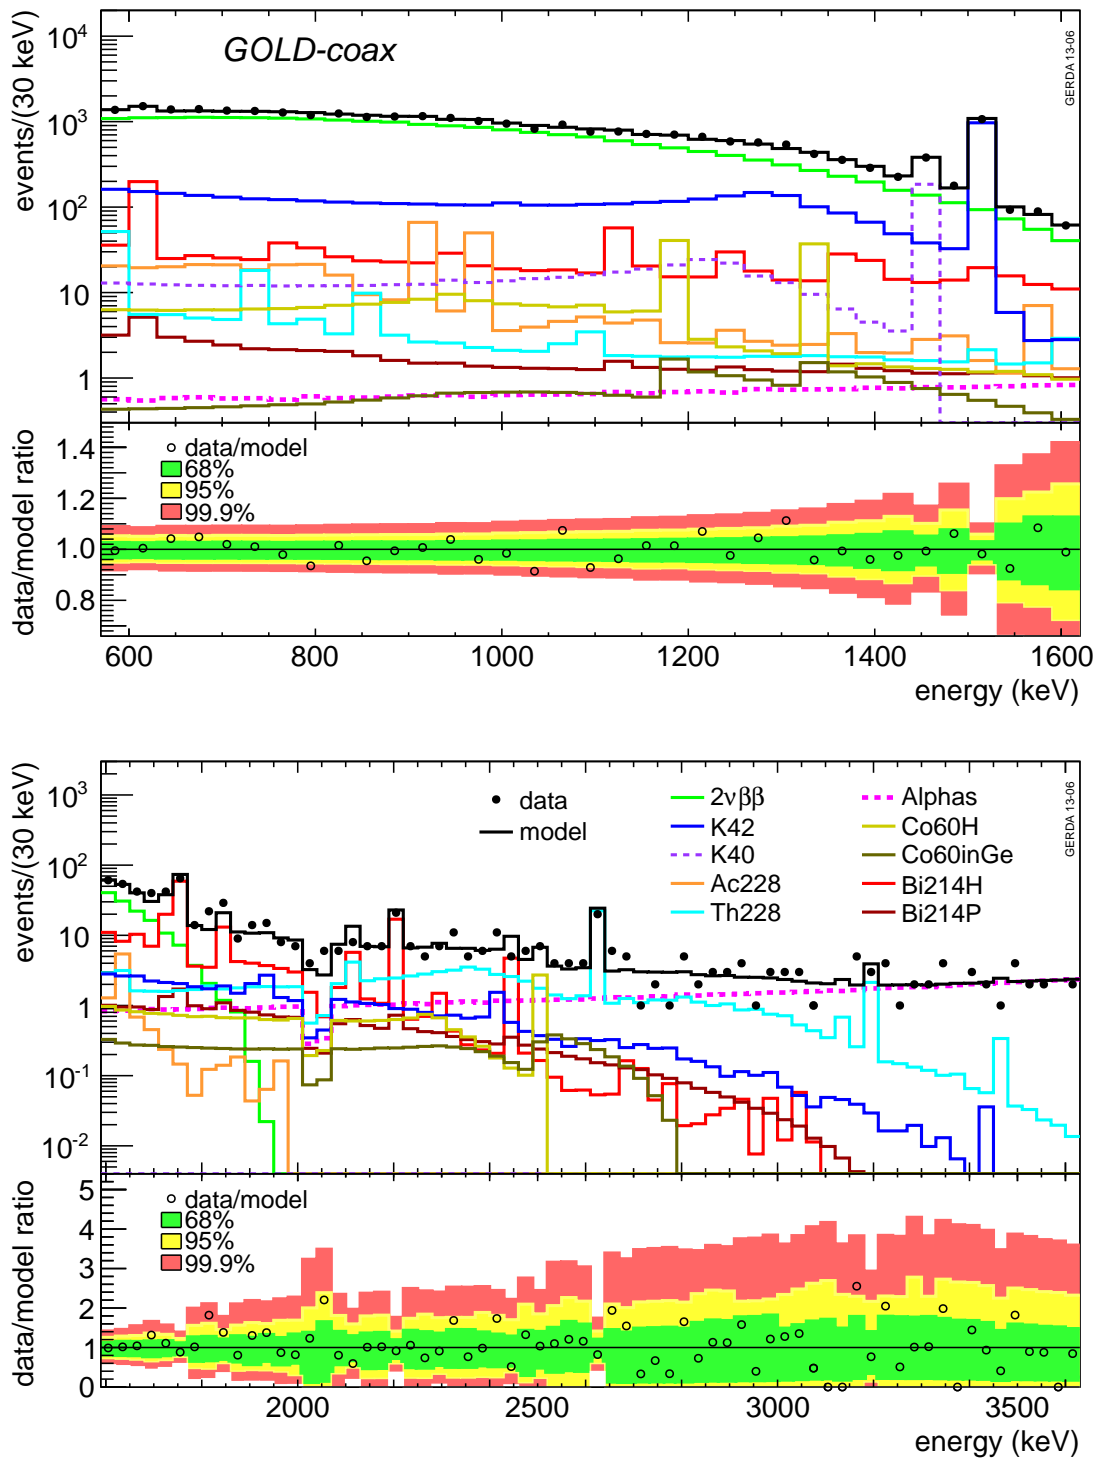 GOLD-coax
GERDA 13-06
events/(30 keV)
10⁴
10³
10²
10
1
data/model ratio
1.4
1.2
1.0
0.8
data/model
68%
95%
99.9%
600 800 1000 1200 1400 1600
energy (keV)
GERDA 13-06
events/(30 keV)
10³
10²
10
1
10⁻¹
10⁻²
data
model
2νββ
K42
K40
Ac228
Th228
Alphas
Co60H
Co60inGe
Bi214H
Bi214P
data/model ratio
5
4
3
2
1
0
data/model
68%
95%
99.9%
2000 2500 3000 3500
energy (keV)